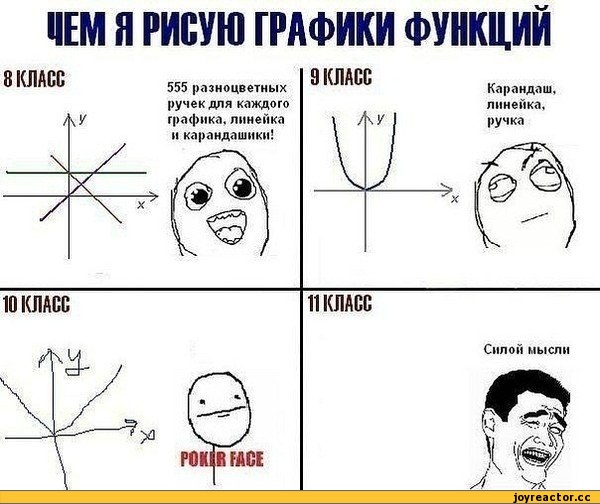 ЧЕМ Я РИСУЮ ГРАФИКИ ФУНКЦИЙ
8 КЛАСС
555 разноцветных
ручек для каждого
графика, линейка
и карандашики!
y
x
9 КЛАСС
Карандаш,
линейка,
ручка
y
x
10 КЛАСС
y
x
POKER FACE
11 КЛАСС
Силой мысли
joyreactor.cc